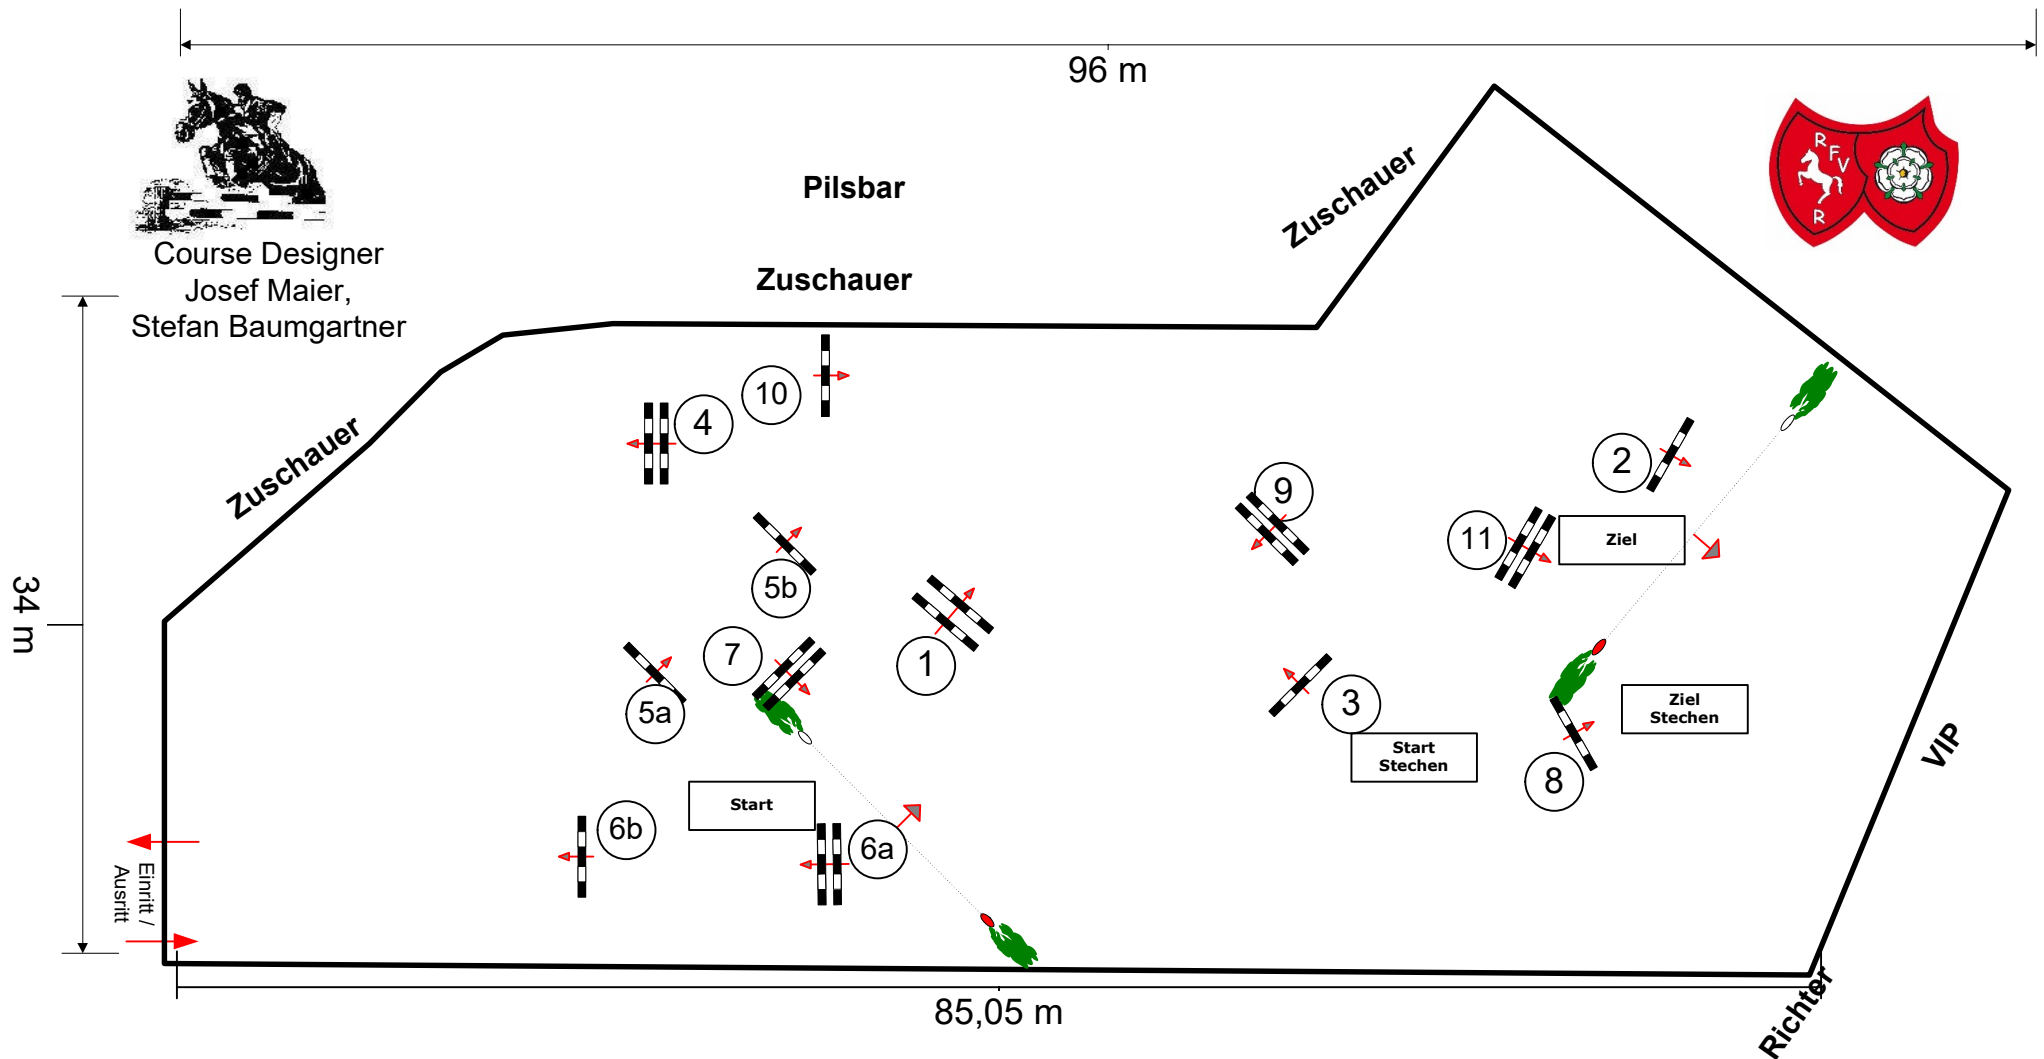 96 m
Course Designer
Josef Maier,
Stefan Baumgartner
Pilsbar
Zuschauer
Zuschauer
Zuschauer
R
F
V
R
34 m
10
4
9
2
11
Ziel
5b
7
1
5a
3
Start
Stechen
Ziel
Stechen
8
VIP
Start
6b
6a
Einritt /
Ausritt
85,05 m
Richter